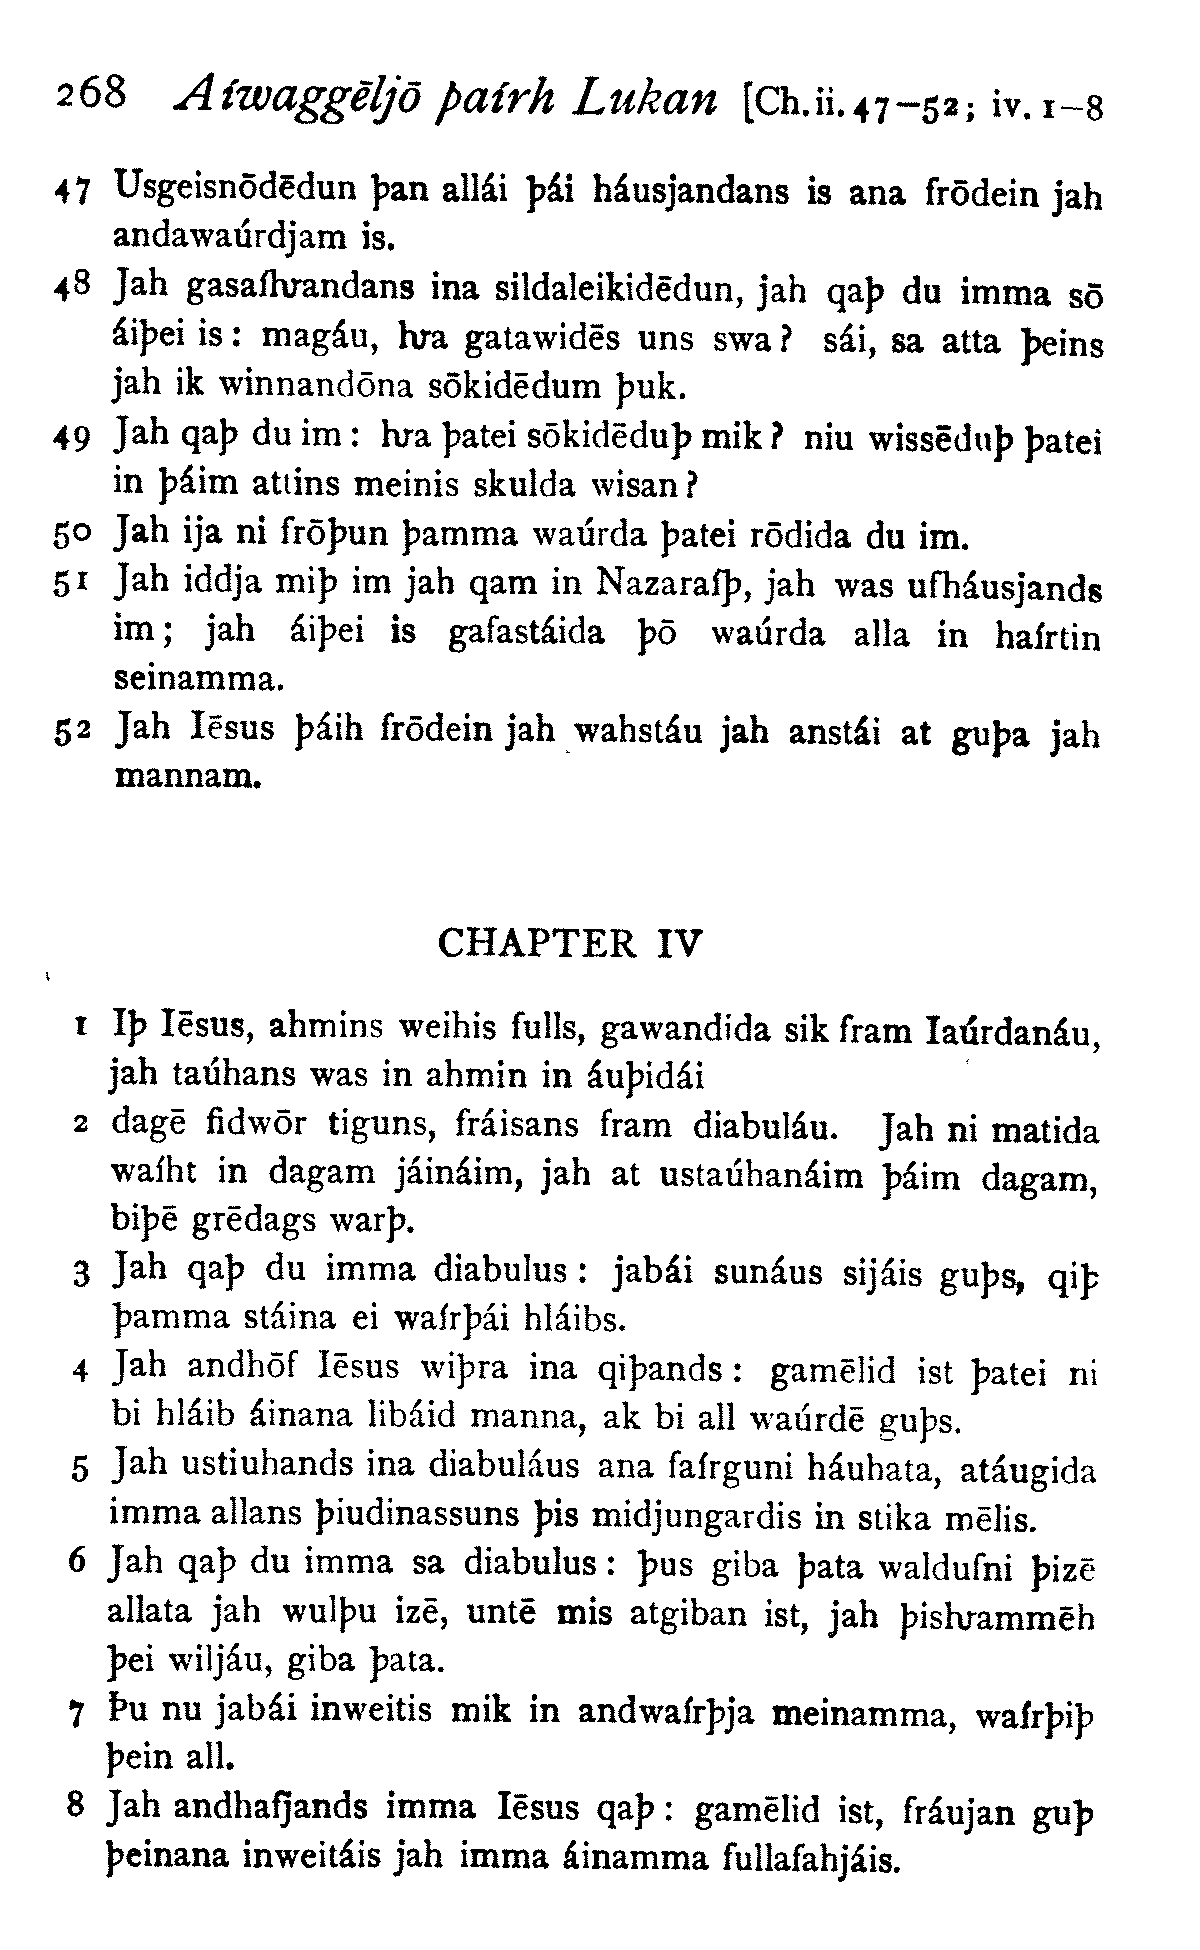 268 Aíwaggēljō þaírh Lukan [Ch. ii. 47–52; iv. 1–8
47 Usgeisnōdēdun þan allái þái háusjandans is ana frōdein jah
andawaúrdjam is.
48 Jah gasaíƕandans ina sildaleikidēdun, jah qaþ du imma sō
áiþei is: magáu, ƕa gatawidēs uns swa? sái, sa atta þeins
jah ik winnandōna sōkidēdum þuk.
49 Jah qaþ du im: ƕa þatei sōkidēduþ mik? niu wissēduþ þatei
in þáim attins meinis skulda wisan?
50 Jah ija ni frōþun þamma waúrda þatei rōdida du im.
51 Jah iddja miþ im jah qam in Nazaraíþ, jah was ufháusjands
im; jah áiþei is gafastáida þō waúrda alla in haírtin
seinamma.
52 Jah Iēsus þáih frōdein jah wahstáu jah anstái at guþa jah
mannam.
CHAPTER IV
1 Iþ Iēsus, ahmins weihis fulls, gawandida sik fram Iaúrdanáu,
jah taúhans was in ahmin in áuþidái
2 dagē fidwōr tiguns, fráisans fram diabuláu. Jah ni matida
waíht in dagam jáináim, jah at ustaúhanáim þáim dagam,
biþē grēdags warþ.
3 Jah qaþ du imma diabulus: jabái sunáus sijáis guþs, qiþ
þamma stáina ei waírþái hláibs.
4 Jah andhōf Iēsus wiþra ina qiþands: gamēlid ist þatei ni
bi hláib áinana libáid manna, ak bi all waúrdē guþs.
5 Jah ustiuhands ina diabuláus ana faírguni háuhata, atáugida
imma allans þiudinassuns þis midjungardis in stika mēlis.
6 Jah qaþ du imma sa diabulus: þus giba þata waldufni þizē
allata jah wulþu izē, untē mis atgiban ist, jah þisƕammēh
þei wiljáu, giba þata.
7 Þu nu jabái inweitis mik in andwaírþja meinamma, waírþiþ
þein all.
8 Jah andhafjands imma Iēsus qaþ: gamēlid ist, fráujan guþ
þeinana inweitáis jah imma áinamma fullafahjáis.